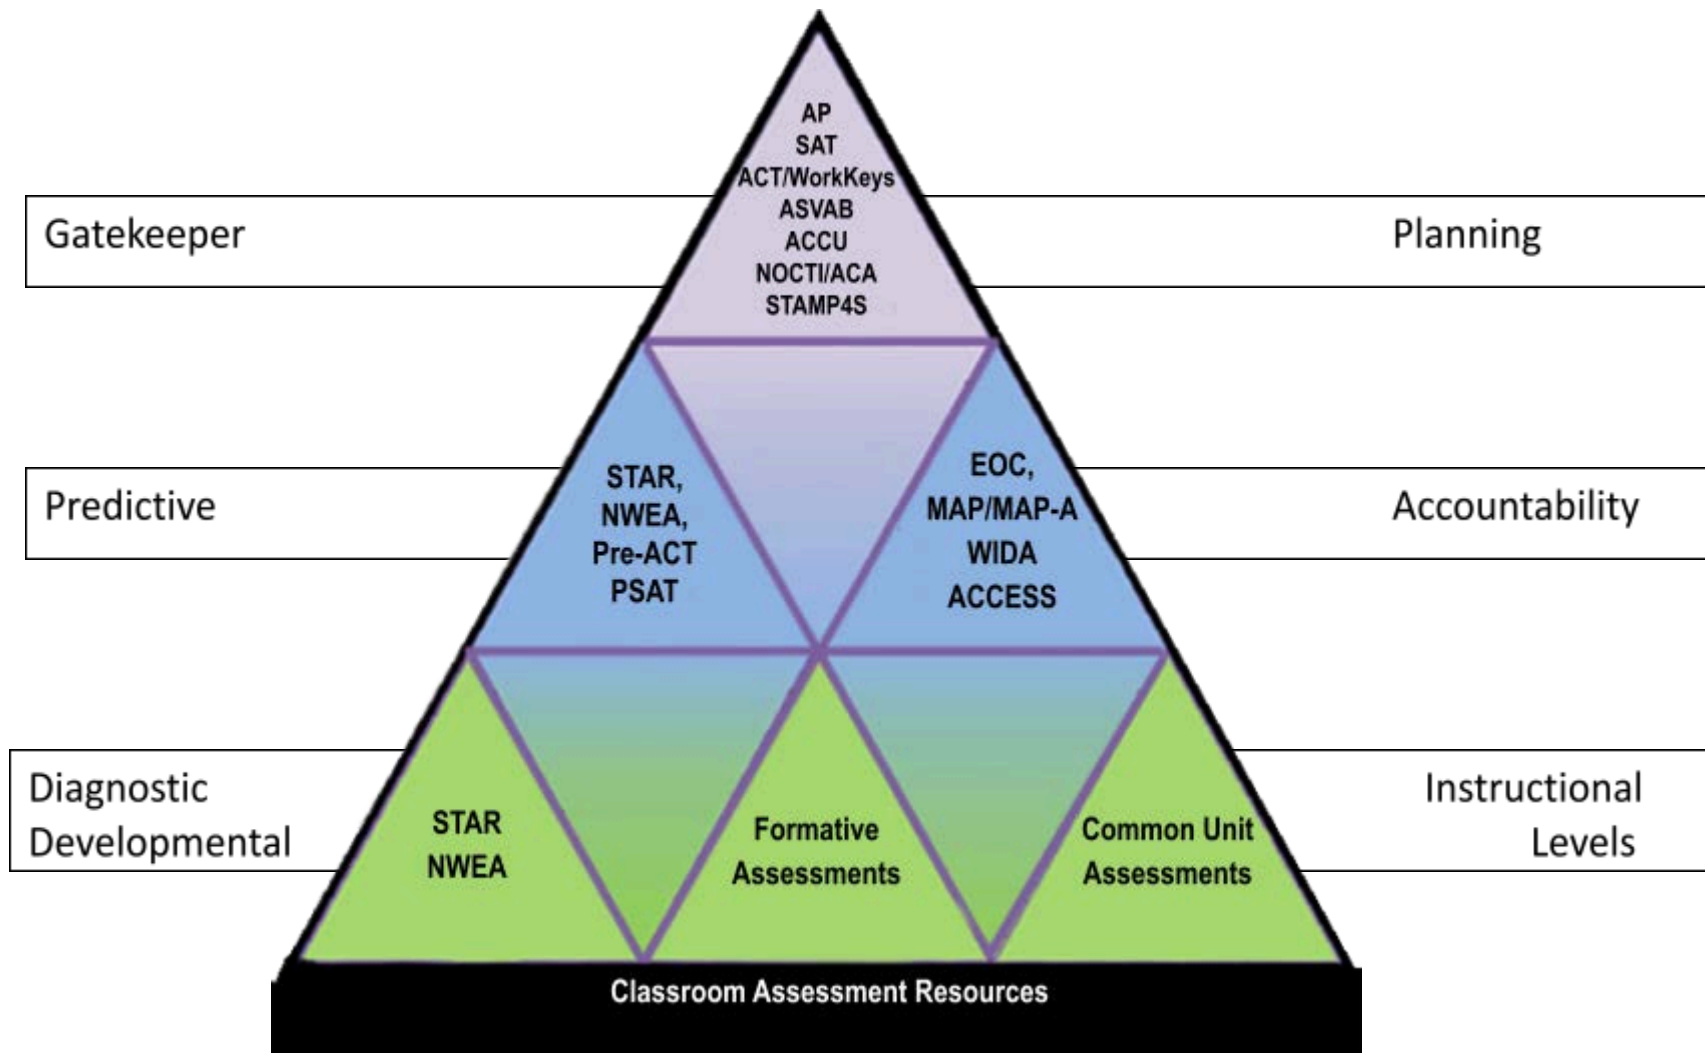 AP
SAT
ACT/WorkKeys
ASVAB
ACCU
NOCTI/ACA
STAMP4S
Gatekeeper
Planning
STAR,
NWEA,
Pre-ACT
PSAT
EOC,
MAP/MAP-A
WIDA
ACCESS
Predictive
Accountability
Diagnostic
Developmental
STAR
NWEA
Formative
Assessments
Common Unit
Assessments
Instructional
Levels
Classroom Assessment Resources